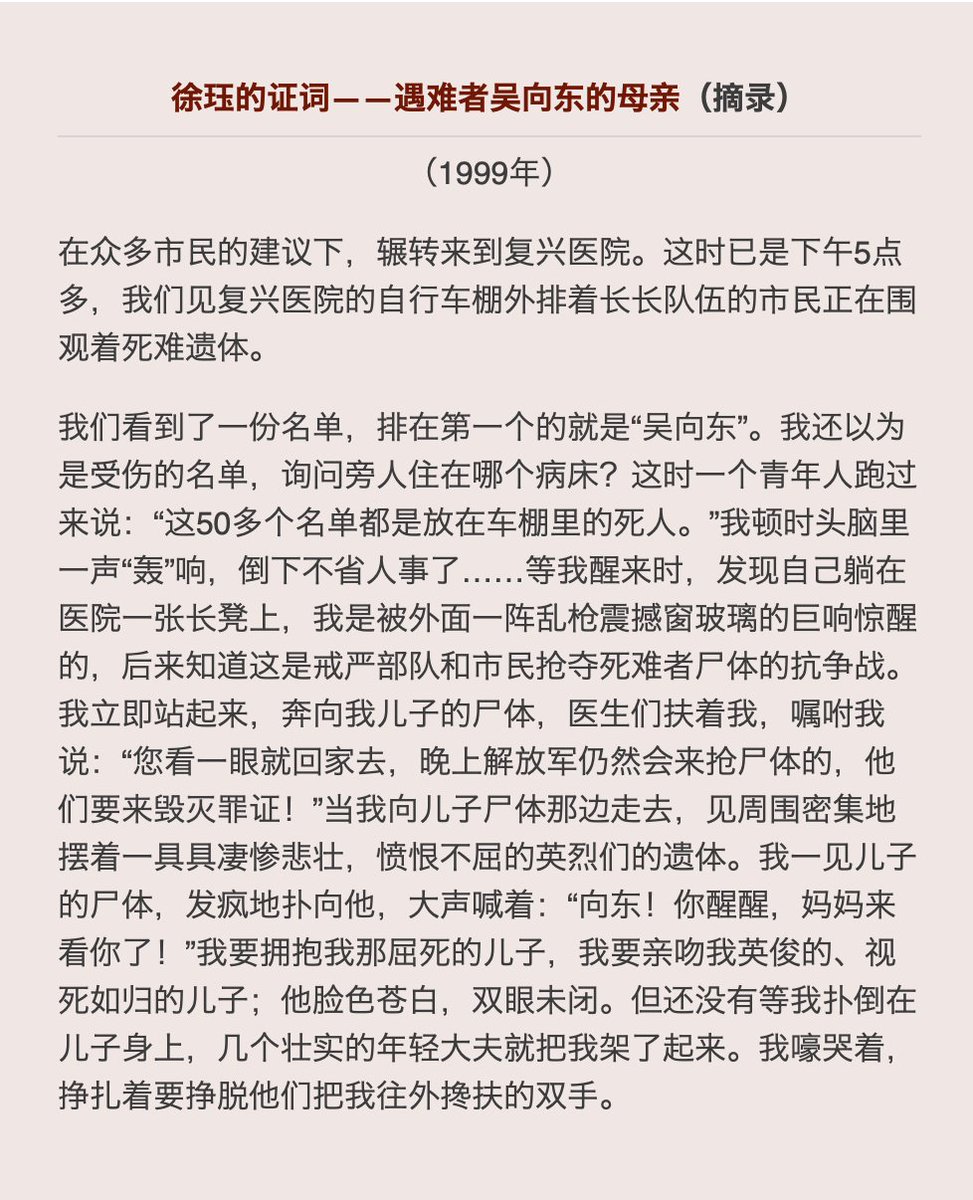 徐珏的证词——遇难者吴向东的母亲（摘录）
（1999年）
在众多市民的建议下，辗转来到复兴医院。这时已是下午5点
多，我们见复兴医院的自行车棚外排着长长队伍的市民正在围
观着死难遗体。
我们看到了一份名单，排在第一个的就是“吴向东”。我还以为
是受伤的名单，询问旁人住在哪个病床？这时一个青年人跑过
来说：“这50多个名单都是放在车棚里的死人。”我顿时头脑里
一声“轰”响，倒下不省人事了……等我醒来时，发现自己躺在
医院一张长凳上，我是被外面一阵乱枪震撼窗玻璃的巨响惊醒
的，后来知道这是戒严部队和市民抢夺死难者尸体的抗争战。
我立即站起来，奔向我儿子的尸体，医生们扶着我，嘱咐我
说：“您看一眼就回家去，晚上解放军仍然会来抢尸体的，他
们要来毁灭罪证！”当我向儿子尸体那边走去，见周围密集地
摆着一具具凄惨悲壮，愤恨不屈的英烈们的遗体。我一见儿子
的尸体，发疯地扑向他，大声喊着：“向东！你醒醒，妈妈来
看你了！”我要拥抱我那屈死的儿子，我要亲吻我英俊的、视
死如归的儿子；他脸色苍白，双眼未闭。但还没有等我扑倒在
儿子身上，几个壮实的年轻大夫就把我架了起来。我嚎哭着，
挣扎着要挣脱他们把我往外搀扶的双手。